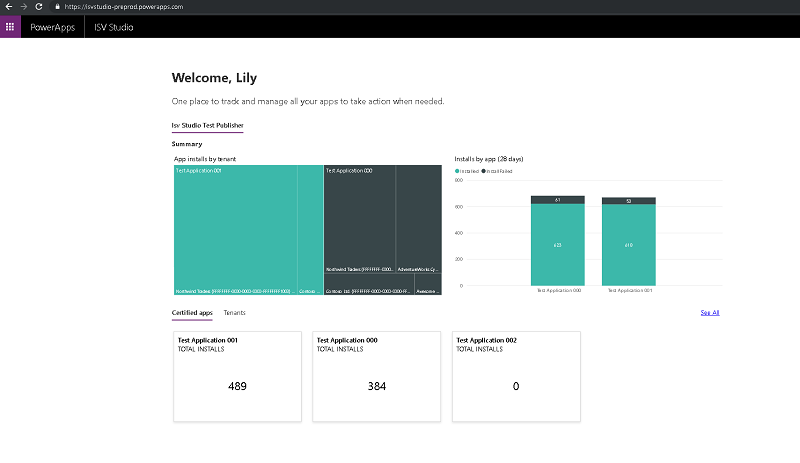 https://isvstudio-preprod.powerapps.com
PowerApps
ISV Studio
Welcome, Lily
One place to track and manage all your apps to take action when needed.
Isv Studio Test Publisher
Summary
App installs by tenant
Test Application 001
Test Application 000
Northwind Traders (FFFFFFFF-0000-0000-0000-FFFFFFFF1000) ...
Contoso ...
Northwind Traders (FFFFFFFF-0000...
AdventureWorks Cy...
Contoso Ltd. (FFFFFFFF-0000-0000-0000-FF...
Awesome ...
Installs by app (28 days)
Installed
InstallFailed
800
600
400
200
0
61
53
Test Application 000
Test Application 001
Certified apps
Tenants
See All
Test Application 001
TOTAL INSTALLS
489
Test Application 000
TOTAL INSTALLS
384
Test Application 002
TOTAL INSTALLS
0